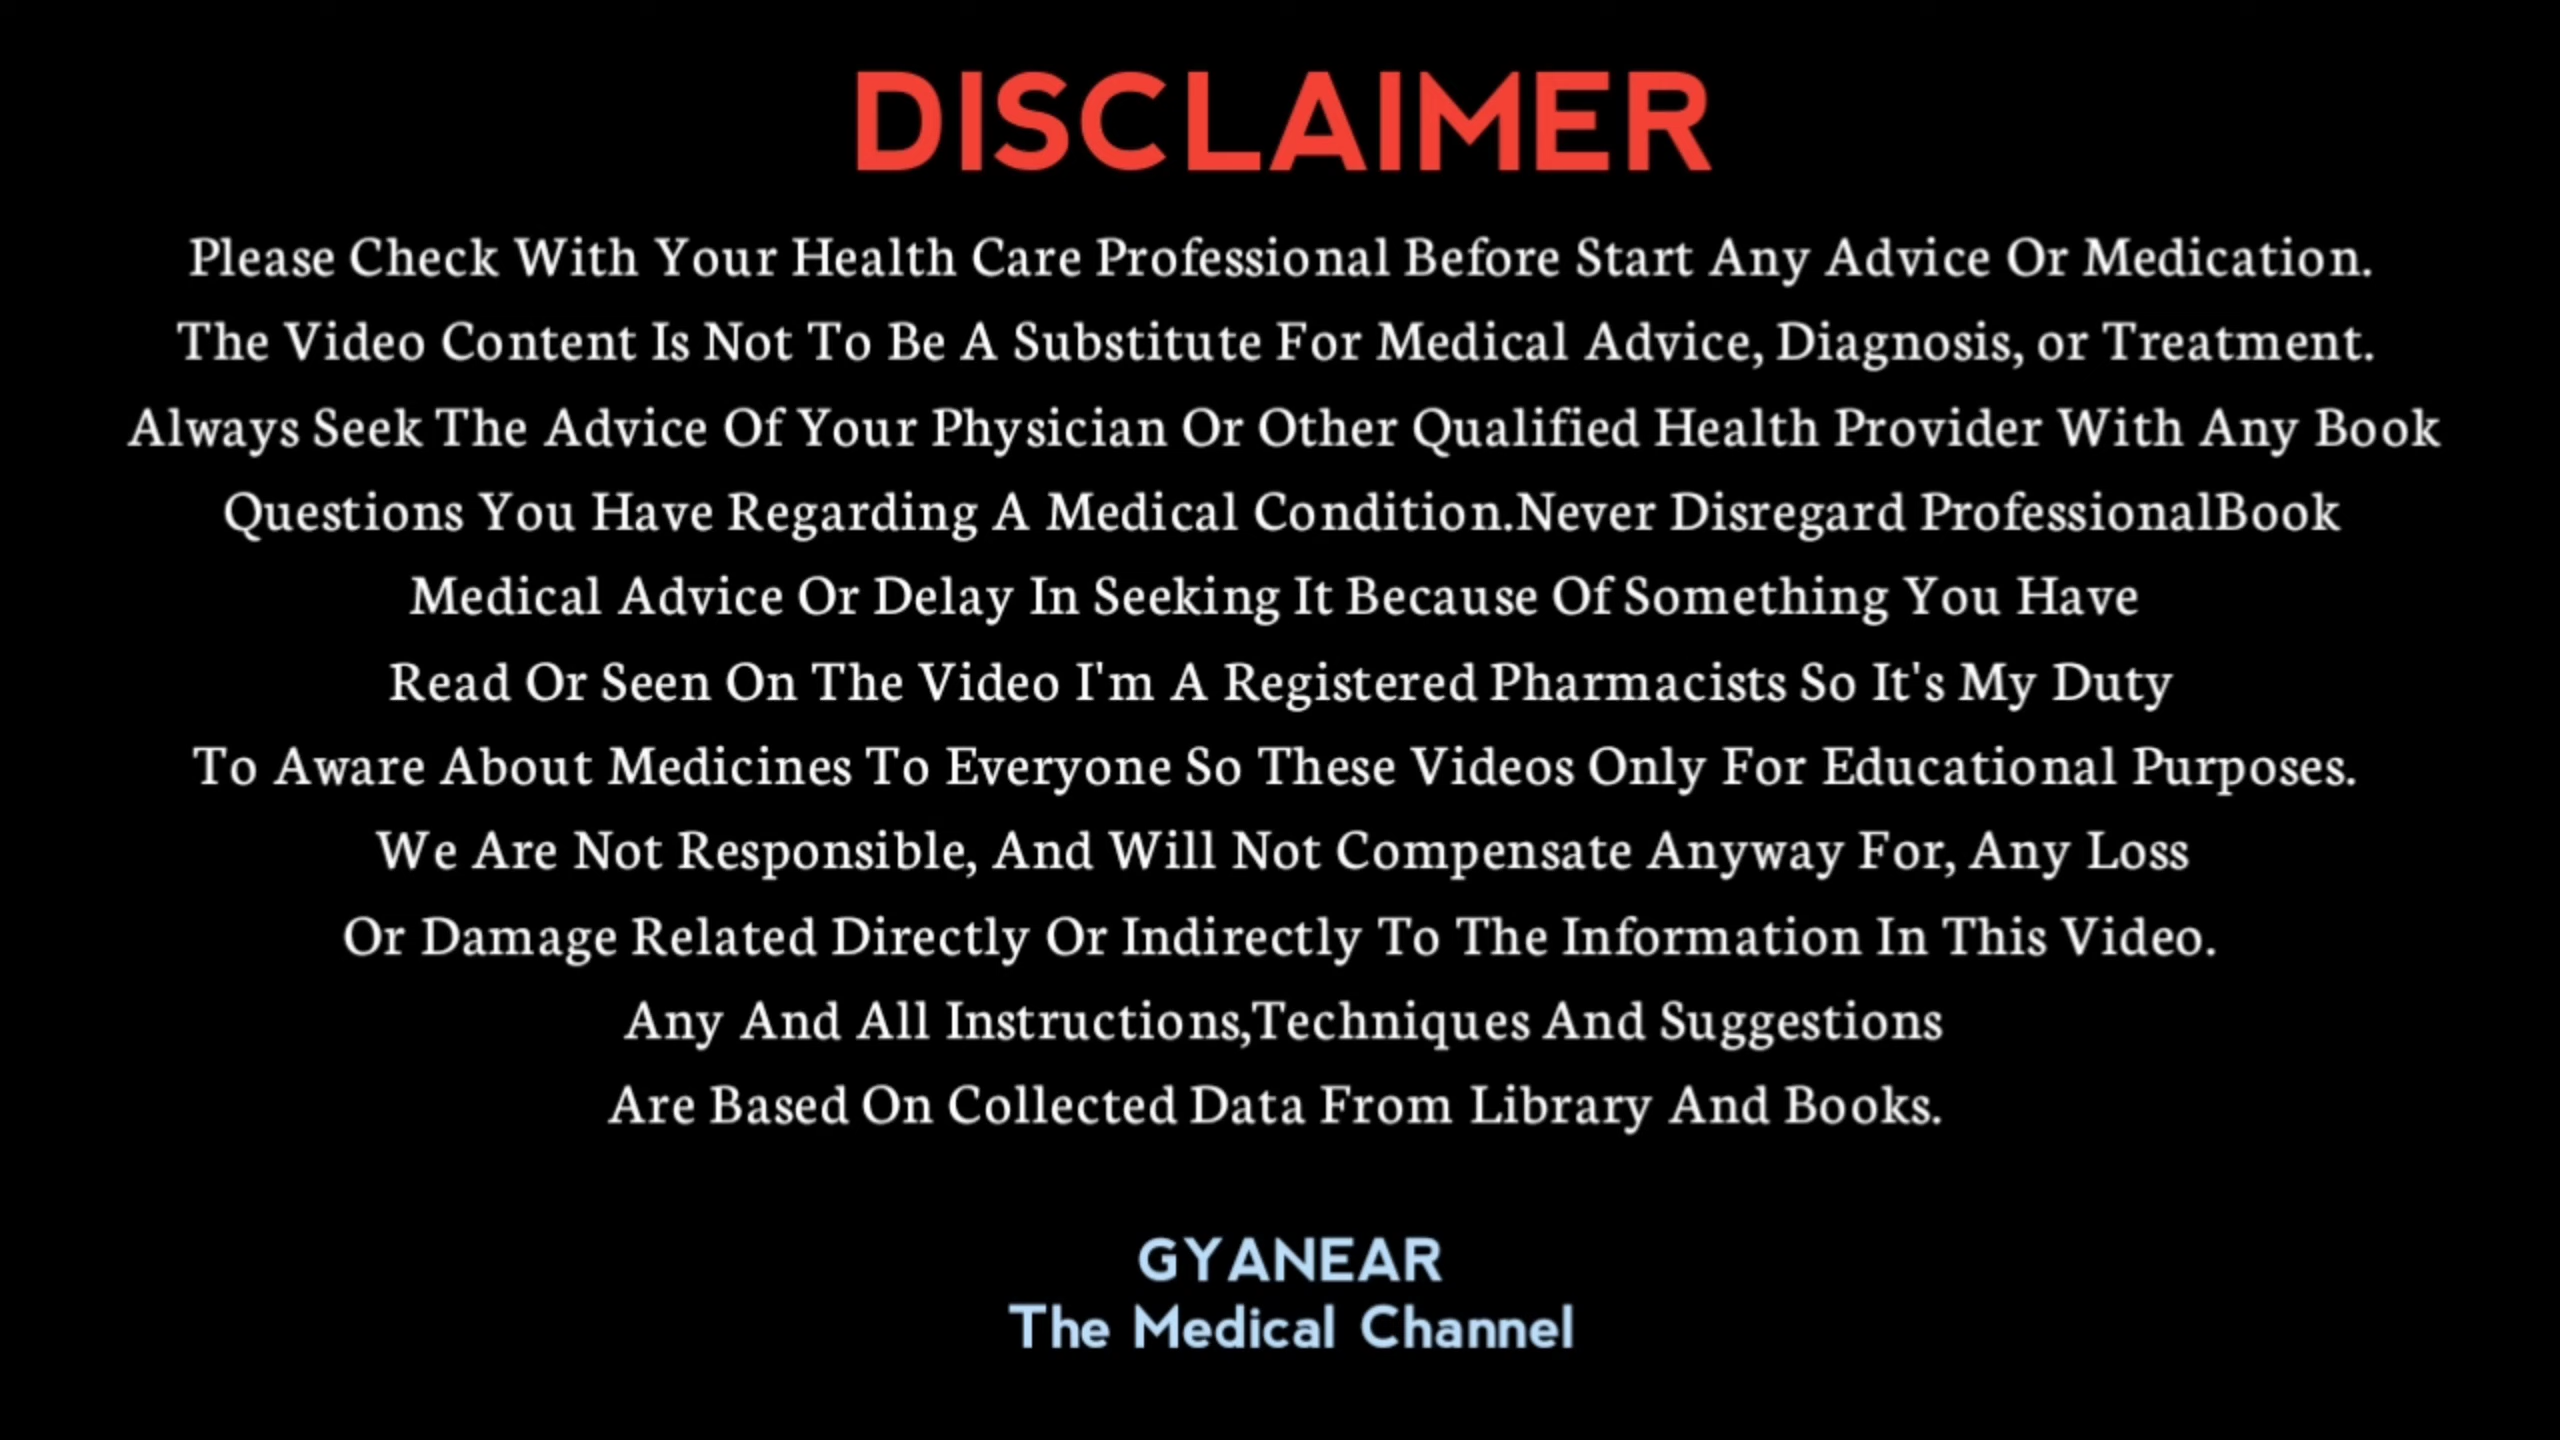 DISCLAIMER
Please Check With Your Health Care Professional Before Start Any Advice Or Medication.
The Video Content Is Not To Be A Substitute For Medical Advice, Diagnosis, or Treatment.
Always Seek The Advice Of Your Physician Or Other Qualified Health Provider With Any Book
Questions You Have Regarding A Medical Condition.Never Disregard ProfessionalBook
Medical Advice Or Delay In Seeking It Because Of Something You Have
Read Or Seen On The Video I'm A Registered Pharmacists So It's My Duty
To Aware About Medicines To Everyone So These Videos Only For Educational Purposes.
We Are Not Responsible, And Will Not Compensate Anyway For, Any Loss
Or Damage Related Directly Or Indirectly To The Information In This Video.
Any And All Instructions,Techniques And Suggestions
Are Based On Collected Data From Library And Books.
GYANEAR
The Medical Channel